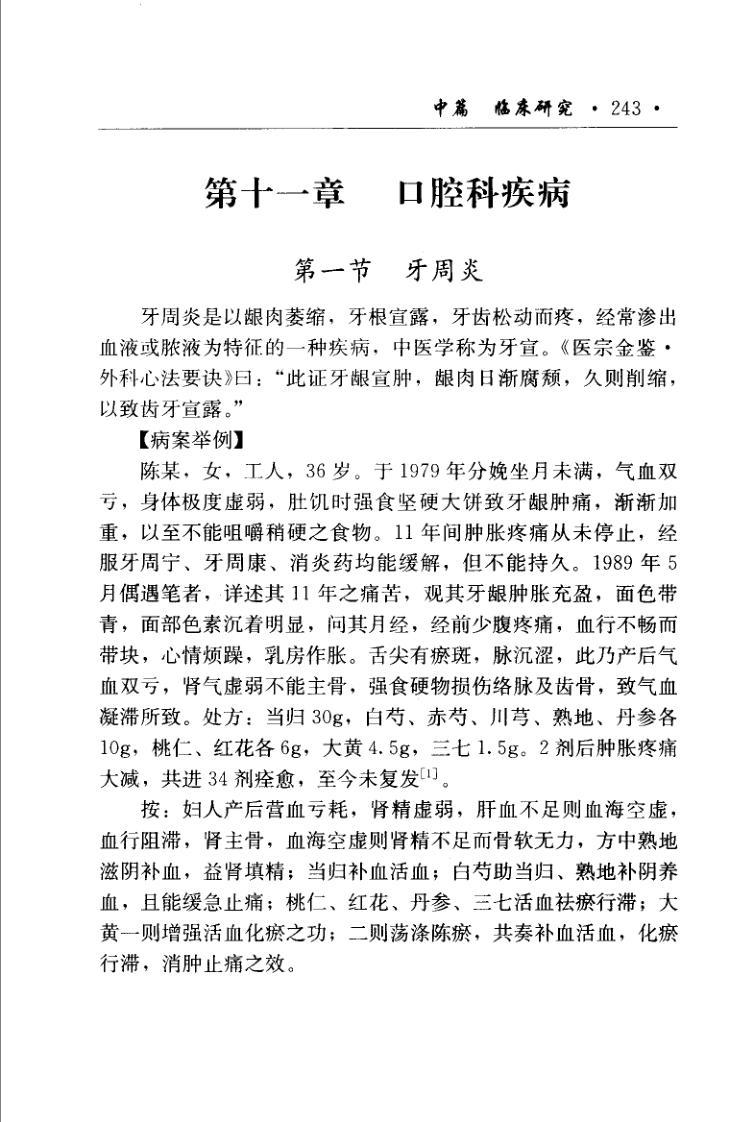 中篇 临床研究 · 243 ·
第十一章 口腔科疾病
第一节 牙周炎
牙周炎是以龈肉萎缩，牙根宣露，牙齿松动而疼，经常渗出
血液或脓液为特征的一种疾病，中医学称为牙宣。《医宗金鉴·
外科心法要诀》曰：“此证牙龈宣肿，龈肉日渐腐颓，久则削缩，
以致齿牙宣露。”
【病案举例】
陈某，女，工人，36 岁。于 1979 年分娩坐月未满，气血双
亏，身体极度虚弱，肚饥时强食坚硬大饼致牙龈肿痛，渐渐加
重，以至不能咀嚼稍硬之食物。11 年间肿胀疼痛从未停止，经
服牙周宁、牙周康、消炎药均能缓解，但不能持久。1989 年 5
月偶遇笔者，详述其 11 年之痛苦，观其牙龈肿胀充盈，面色带
青，面部色素沉着明显，问其月经，经前少腹疼痛，血行不畅而
带块，心情烦躁，乳房作胀。舌尖有瘀斑，脉沉涩，此乃产后气
血双亏，肾气虚弱不能主骨，强食硬物损伤络脉及齿骨，致气血
凝滞所致。处方：当归 30g，白芍、赤芍、川芎、熟地、丹参各
10g，桃仁、红花各 6g，大黄 4.5g，三七 1.5g。2 剂后肿胀疼痛
大减，共进 34 剂痊愈，至今未复发[1]。
按：妇人产后营血亏耗，肾精虚弱，肝血不足则血海空虚，
血行阻滞，肾主骨，血海空虚则肾精不足而骨软无力，方中熟地
滋阴补血，益肾填精；当归补血活血；白芍助当归、熟地补阴养
血，且能缓急止痛；桃仁、红花、丹参、三七活血祛瘀行滞；大
黄一则增强活血化瘀之功；二则荡涤陈瘀，共奏补血活血，化瘀
行滞，消肿止痛之效。